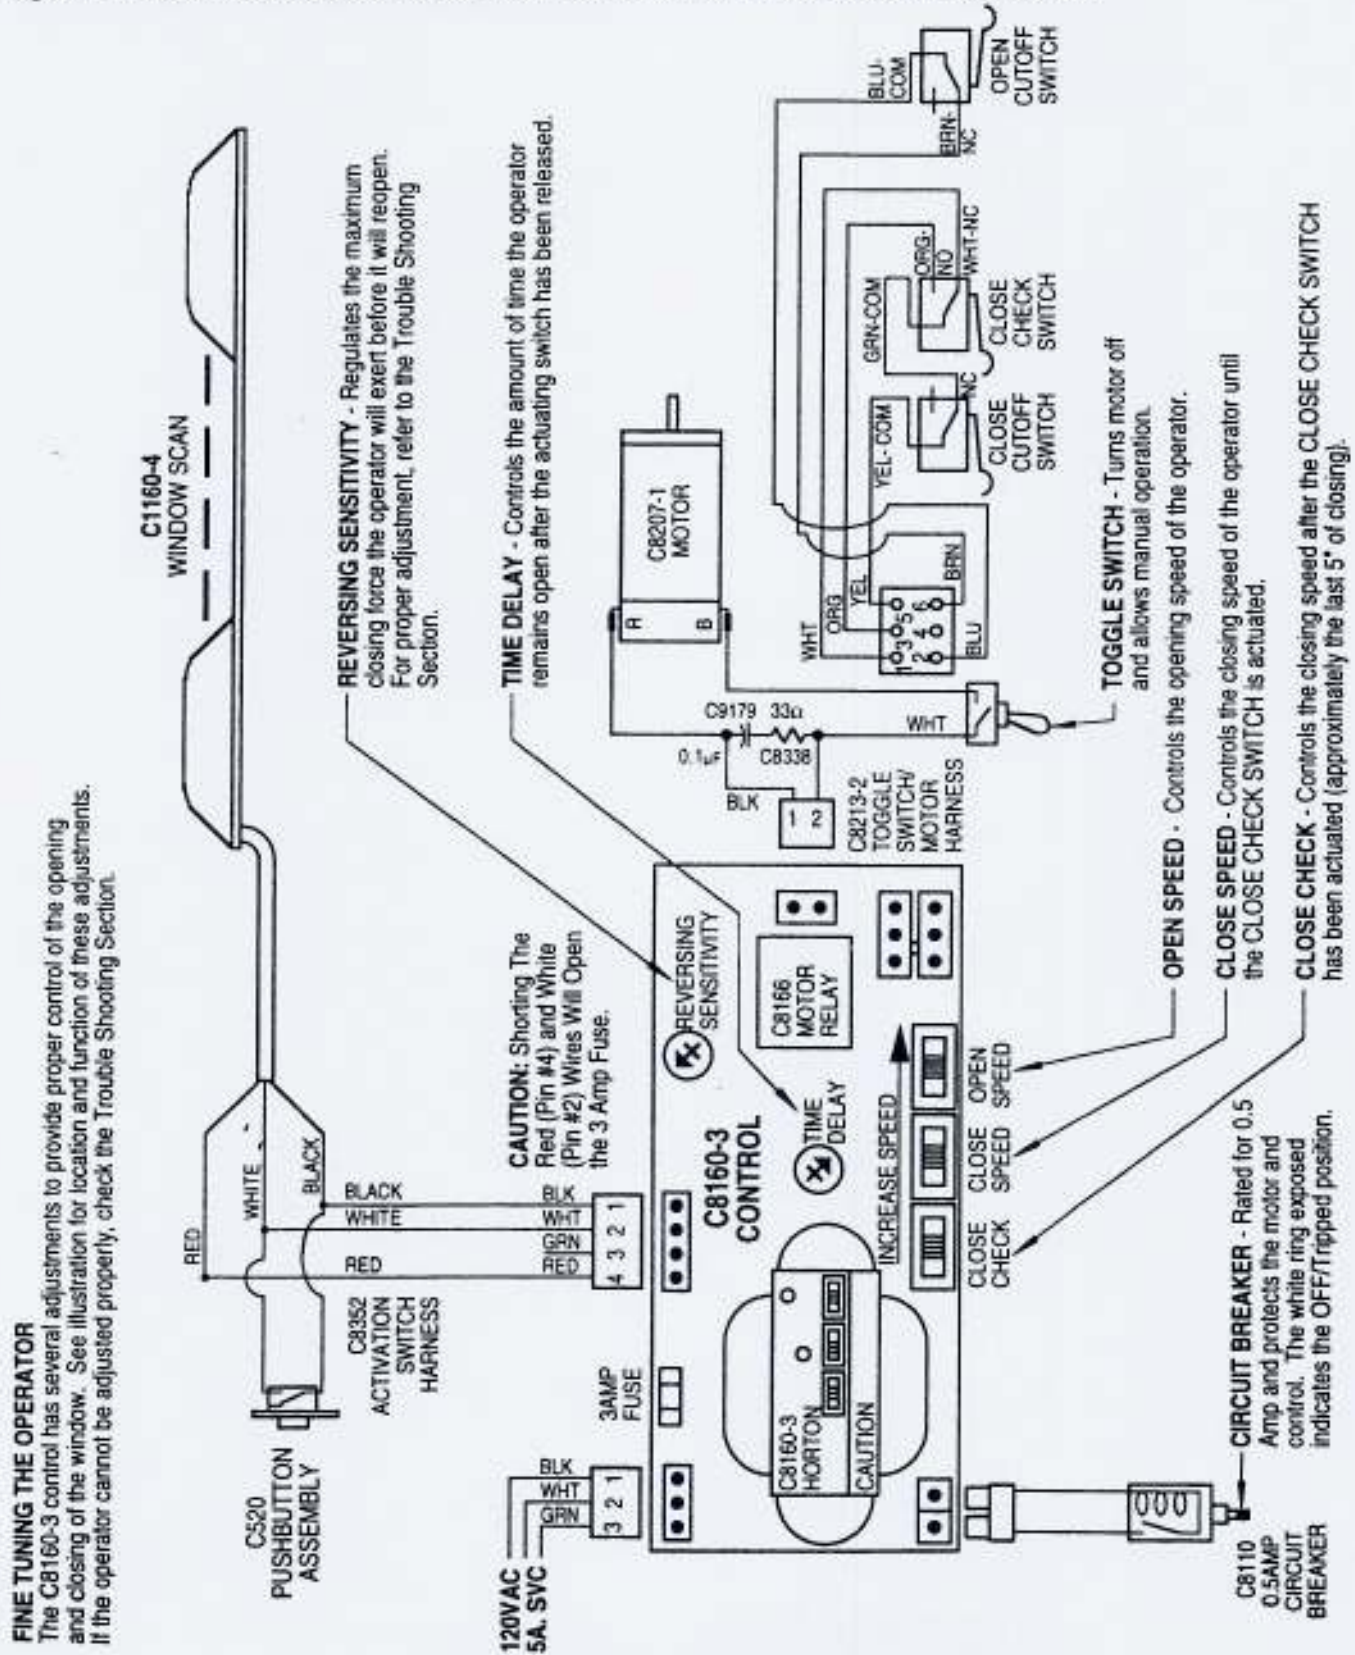 FINE TUNING THE OPERATOR
The C8160-3 control has several adjustments to provide proper control of the opening
and closing of the window. See illustration for location and function of these adjustments.
If the operator cannot be adjusted properly, check the Trouble Shooting Section.
C1160-4
WINDOW SCAN
RED
WHITE
BLACK
C520
PUSHBUTTON
ASSEMBLY
BLACK
WHITE
RED
C8352
ACTIVATION
SWITCH
HARNESS
REVERSING SENSITIVITY - Regulates the maximum
closing force the operator will exert before it will reopen.
For proper adjustment, refer to the Trouble Shooting
Section.
TIME DELAY - Controls the amount of time the operator
remains open after the actuating switch has been released.
CAUTION: Shorting The
Red (Pin #4) and White
(Pin #2) Wires Will Open
the 3 Amp Fuse.
120VAC
5A. SVC
BLK
WHT
GRN
3 2 1
3AMP
FUSE
BLK
WHT
GRN
RED
4 3 2 1
C8160-3
CONTROL
REVERSING
SENSITIVITY
TIME
DELAY
C8166
MOTOR
RELAY
C8160-3
HORTON
CAUTION
INCREASE SPEED
CLOSE
CHECK
CLOSE
SPEED
OPEN
SPEED
BLK
1 2
C8213-2
TOGGLE
SWITCH/
MOTOR
HARNESS
C9179
0.1µF
33Ω
C8338
WHT
A
B
C8207-1
MOTOR
WHT
ORG
YEL
1 3 5
2 4 6
BLU
BRN
YEL-COM
NC
CLOSE
CUTOFF
SWITCH
GRN-COM
ORG-
NO
WHT-NC
CLOSE
CHECK
SWITCH
BLU-
COM
BRN-
NC
OPEN
CUTOFF
SWITCH
TOGGLE SWITCH - Turns motor off
and allows manual operation.
OPEN SPEED - Controls the opening speed of the operator.
CLOSE SPEED - Controls the closing speed of the operator until
the CLOSE CHECK SWITCH is actuated.
CLOSE CHECK - Controls the closing speed after the CLOSE CHECK SWITCH
has been actuated (approximately the last 5" of closing).
C8110
0.5AMP
CIRCUIT
BREAKER
CIRCUIT BREAKER - Rated for 0.5
Amp and protects the motor and
control. The white ring exposed
indicates the OFF/Tripped position.